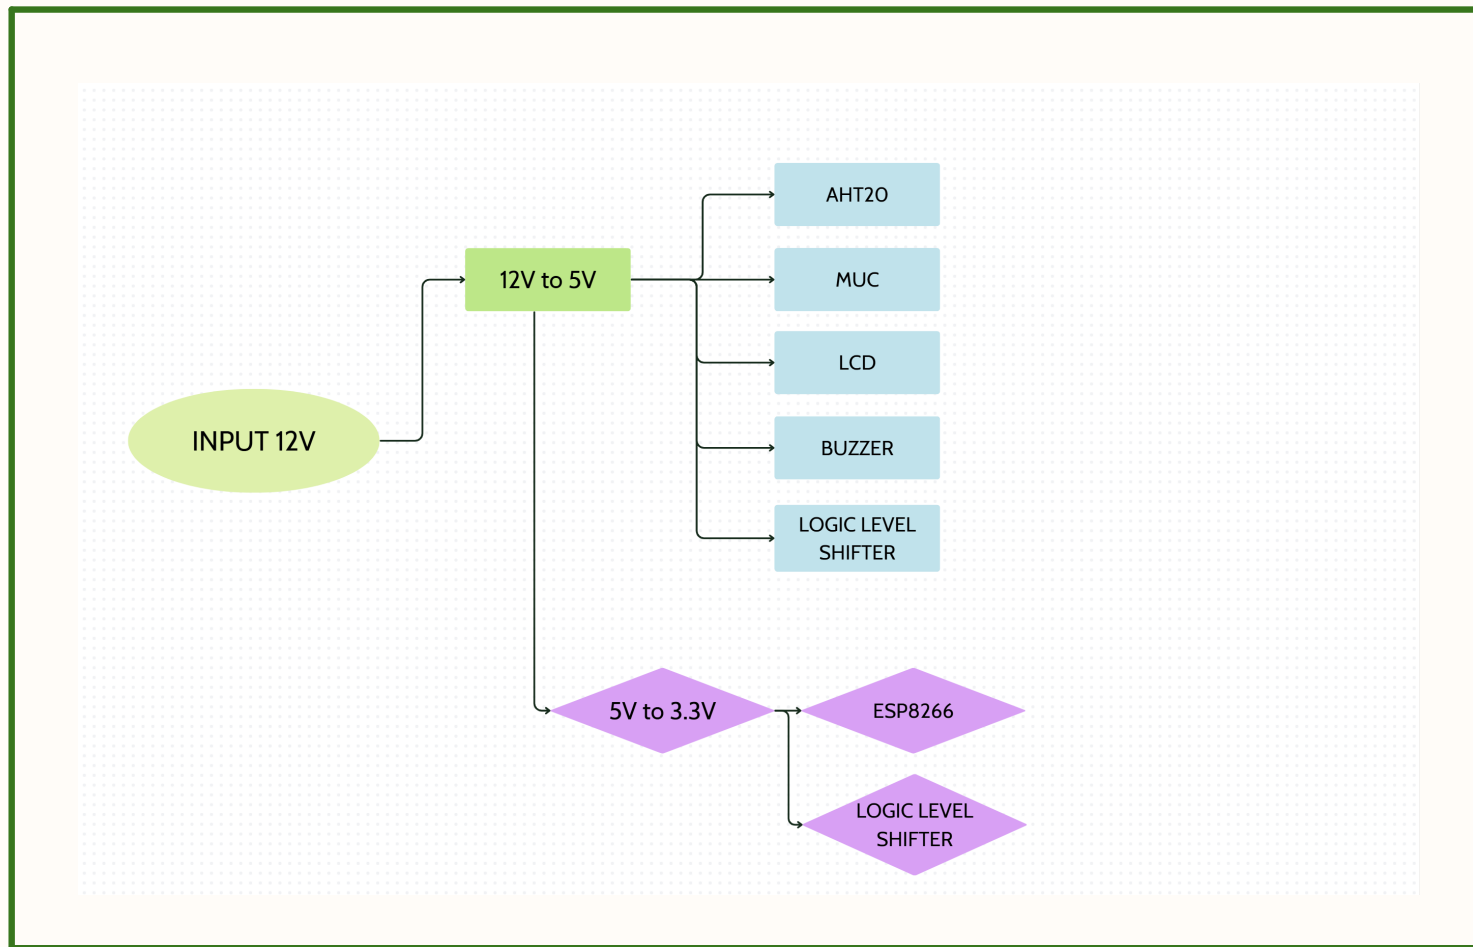 AHT20
12V to 5V
MUC
LCD
INPUT 12V
BUZZER
LOGIC LEVEL
SHIFTER
5V to 3.3V
ESP8266
LOGIC LEVEL
SHIFTER